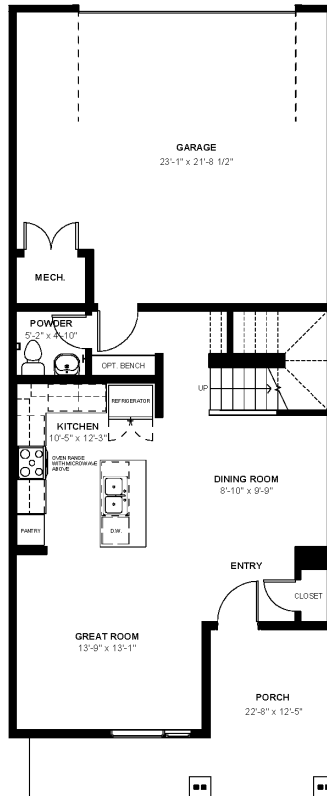 GARAGE
23'-1" x 21'-8 1/2"
MECH.
POWDER
5'-2" x 4'-10"
OPT. BENCH
REFRIGERATOR
UP
KITCHEN
10'-5" x 12'-3"
OVEN RANGE
WITH MICROWAVE
ABOVE
DINING ROOM
8'-10" x 9'-9"
D.W.
PANTRY
ENTRY
CLOSET
GREAT ROOM
13'-9" x 13'-1"
PORCH
22'-8" x 12'-5"